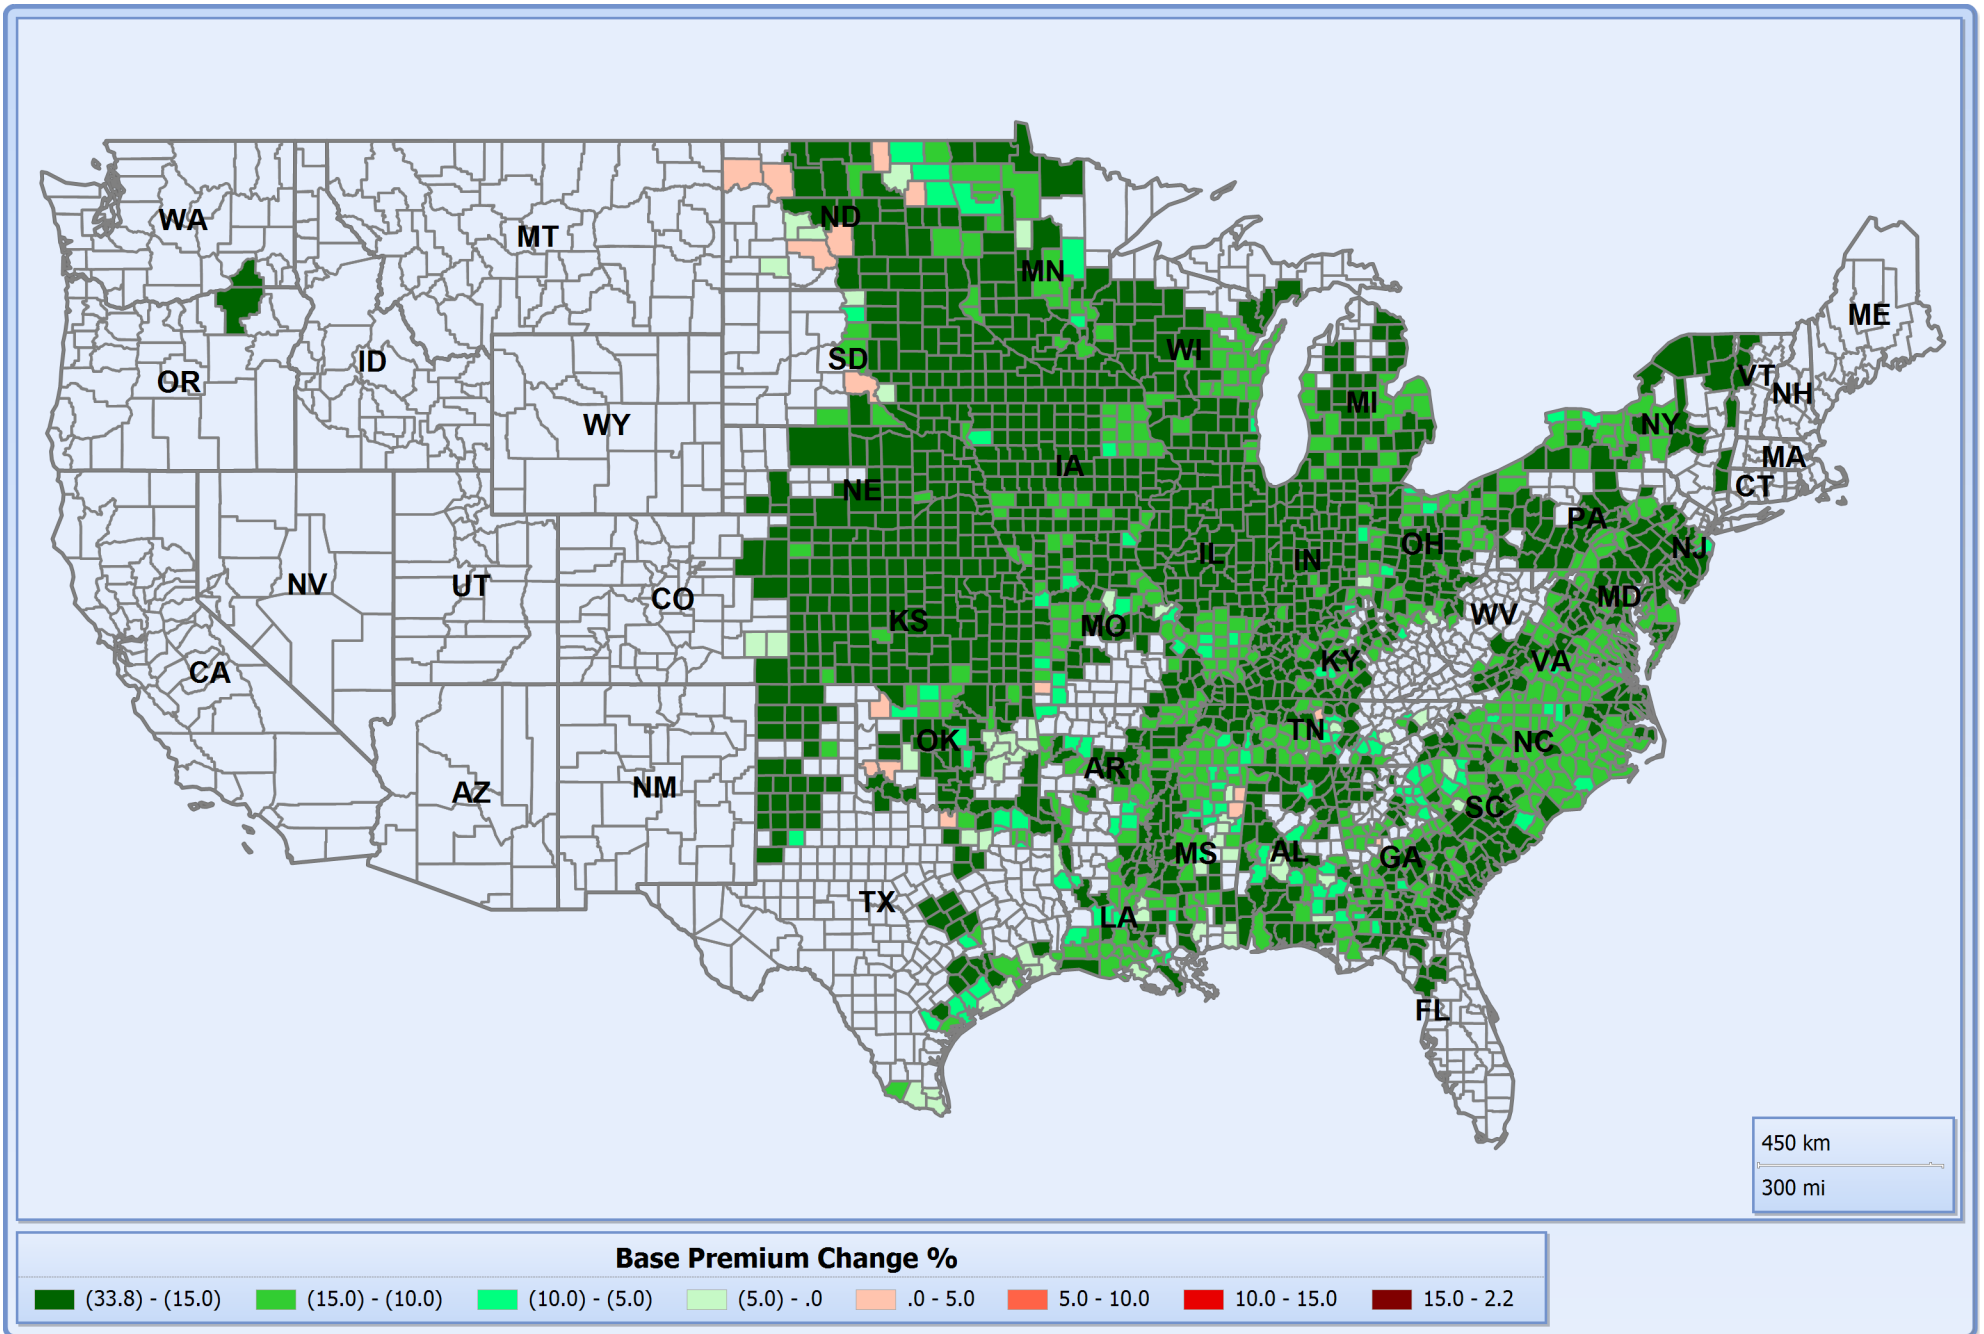 WA
MT
ND
MN
ME
OR
ID
SD
WI
VT
NH
WY
MI
NY
IA
MA
NE
CT
PA
NV
UT
CO
IL
IN
OH
NJ
KS
MO
WV
MD
CA
KY
VA
OK
TN
NC
AZ
NM
AR
SC
TX
MS
AL
GA
LA
FL
450 km
300 mi
Base Premium Change %
(33.8) - (15.0) (15.0) - (10.0) (10.0) - (5.0) (5.0) - .0 .0 - 5.0 5.0 - 10.0 10.0 - 15.0 15.0 - 2.2